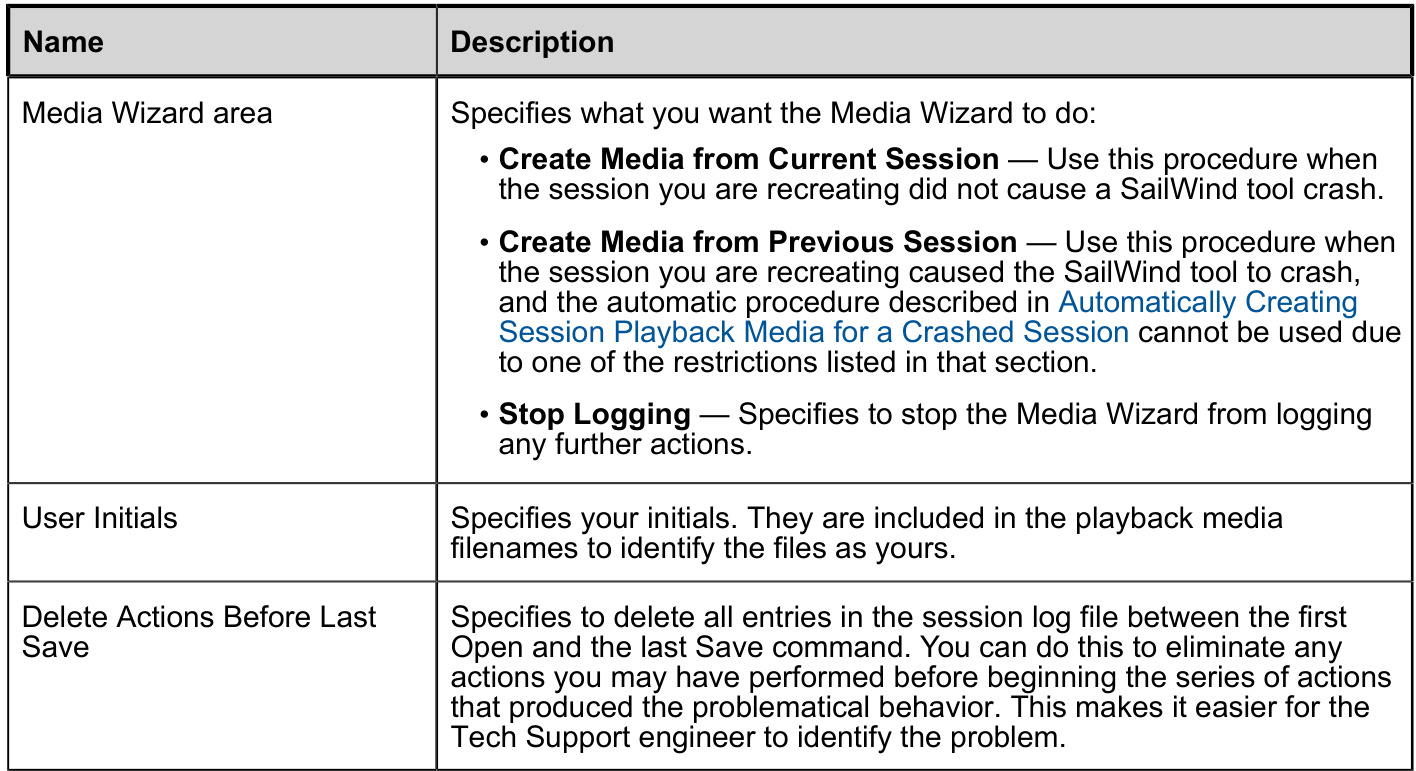 Name
Description
Media Wizard area
Specifies what you want the Media Wizard to do:
• Create Media from Current Session — Use this procedure when
the session you are recreating did not cause a SailWind tool crash.
• Create Media from Previous Session — Use this procedure when
the session you are recreating caused the SailWind tool to crash,
and the automatic procedure described in Automatically Creating
Session Playback Media for a Crashed Session cannot be used due
to one of the restrictions listed in that section.
• Stop Logging — Specifies to stop the Media Wizard from logging
any further actions.
User Initials
Specifies your initials. They are included in the playback media
filenames to identify the files as yours.
Delete Actions Before Last
Save
Specifies to delete all entries in the session log file between the first
Open and the last Save command. You can do this to eliminate any
actions you may have performed before beginning the series of actions
that produced the problematical behavior. This makes it easier for the
Tech Support engineer to identify the problem.